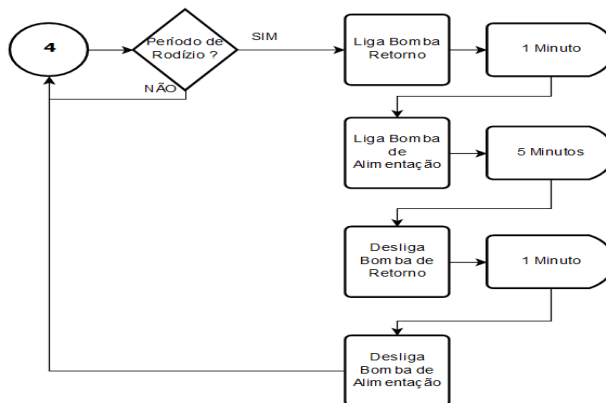 4
Período de
Rodízio ?
SIM
NÃO
Liga Bomba
Retorno
1 Minuto
Liga Bomba
de
Alimentação
5 Minutos
Desliga
Bomba de
Retorno
1 Minuto
Desliga
Bomba de
Alimentação